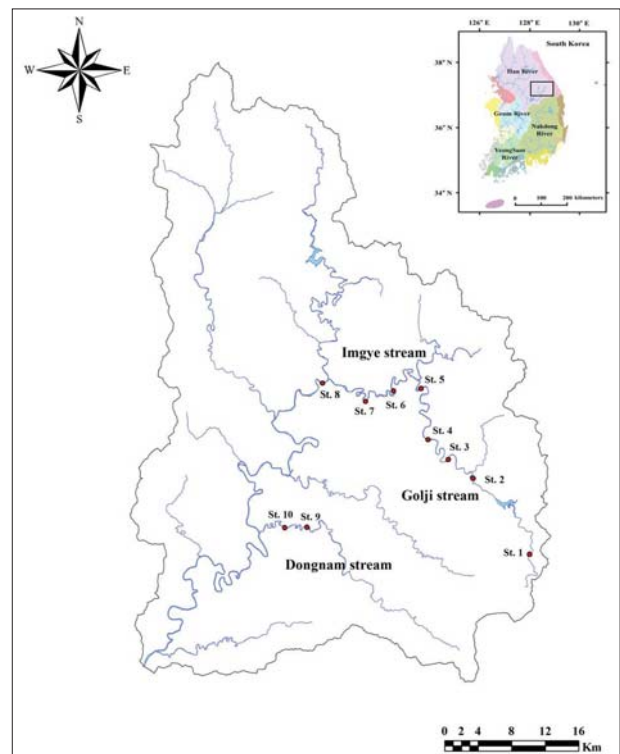 N
W E
S
126° E 128° E 130° E
South Korea
38° N
Han River
Geum River
36° N
Nakdong
River
YeongSan
River
34° N
0 100 200 kilometers
Imgye stream
St. 5
St. 8
St. 7
St. 6
St. 4
St. 3
St. 2
Golji stream
St. 10 St. 9
St. 1
Dongnam stream
0 2 4 8 12 16
Km